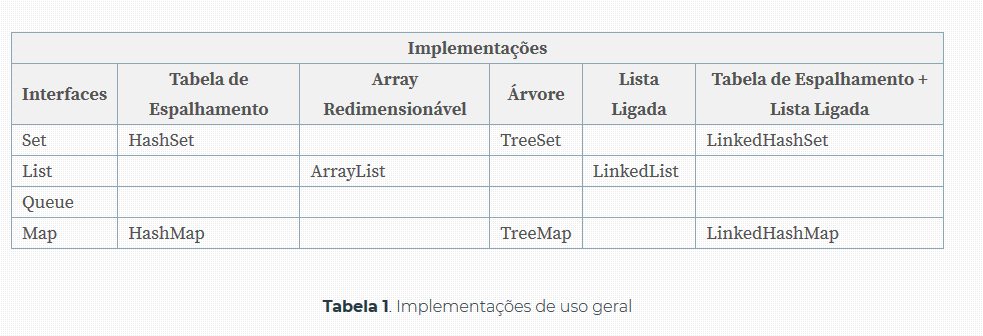 Implementações
Interfaces Tabela de Espalhamento Array Redimensionável Árvore Lista Ligada Tabela de Espalhamento + Lista Ligada
Set HashSet TreeSet LinkedHashSet
List ArrayList LinkedList
Queue
Map HashMap TreeMap LinkedHashMap
Tabela 1. Implementações de uso geral